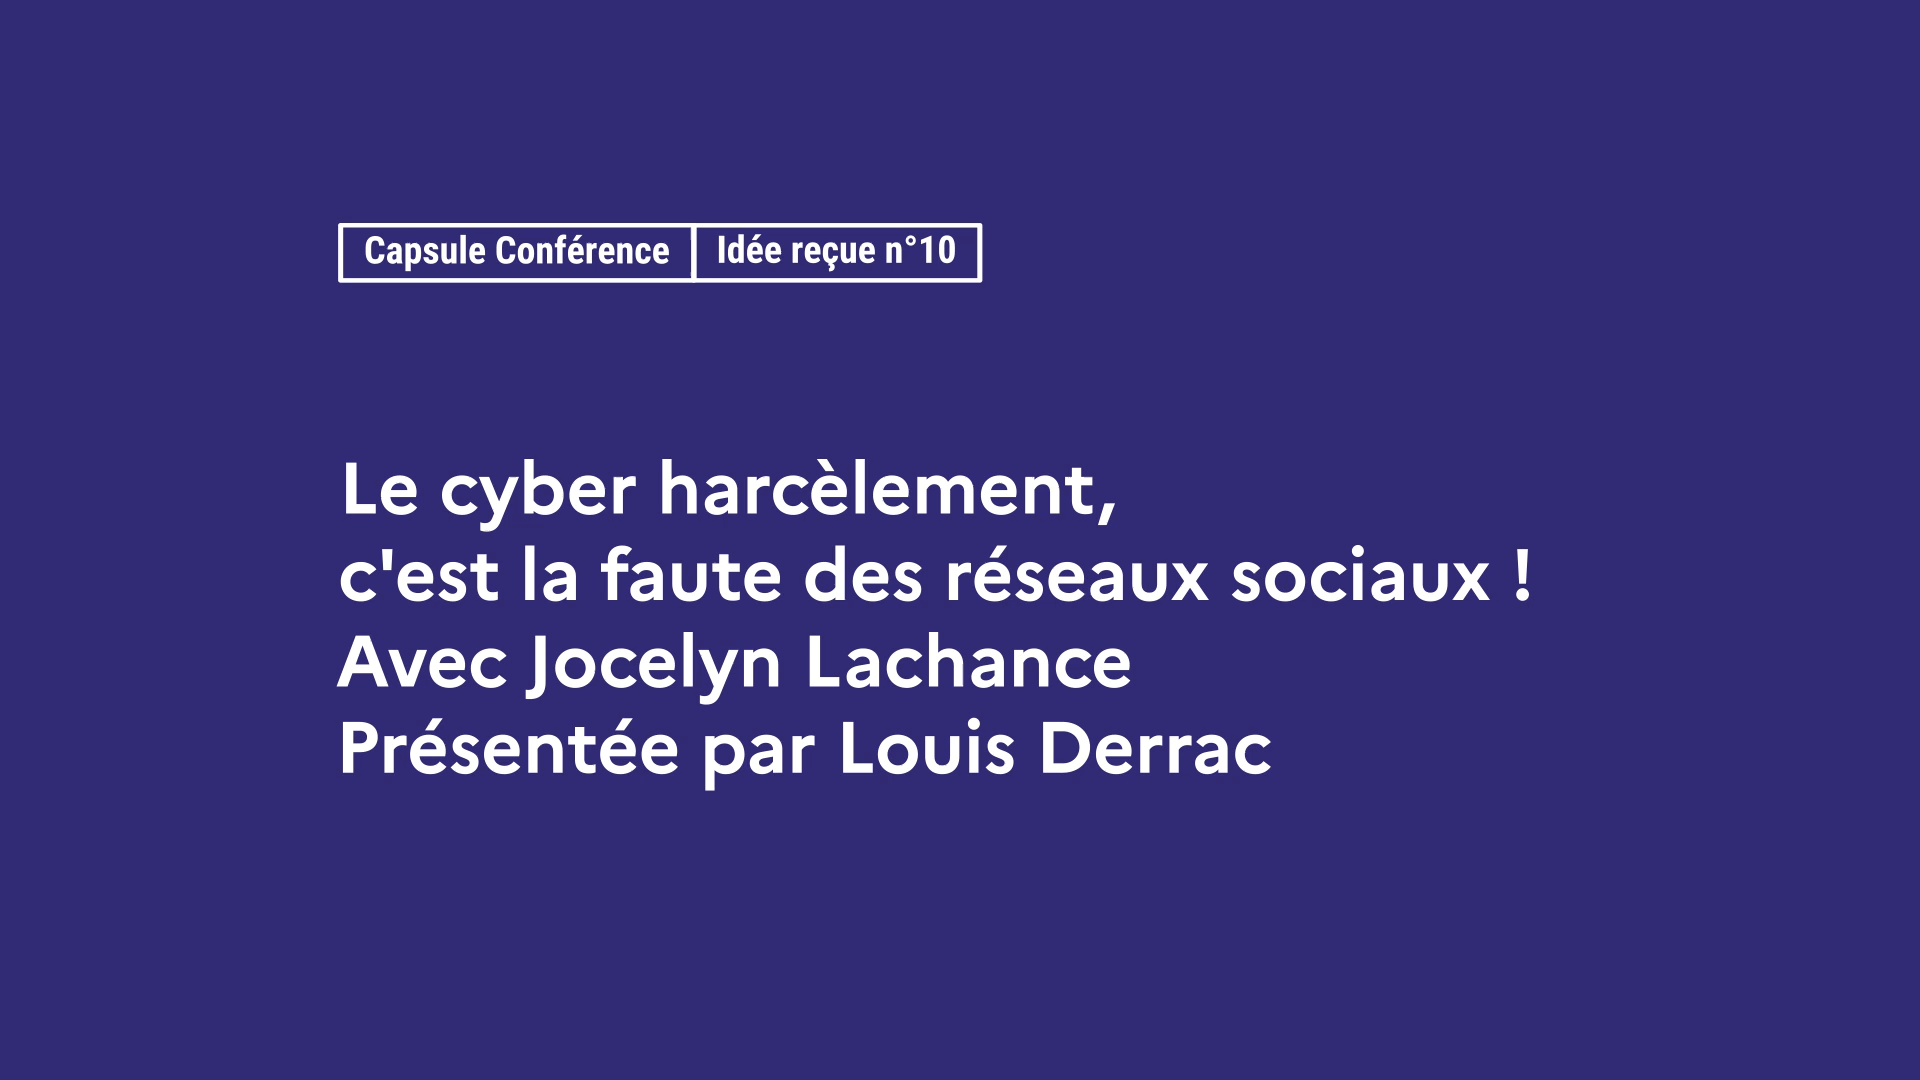 Capsule Conférence Idée reçue n°10
Le cyber harcèlement,
c'est la faute des réseaux sociaux !
Avec Jocelyn Lachance
Présentée par Louis Derrac